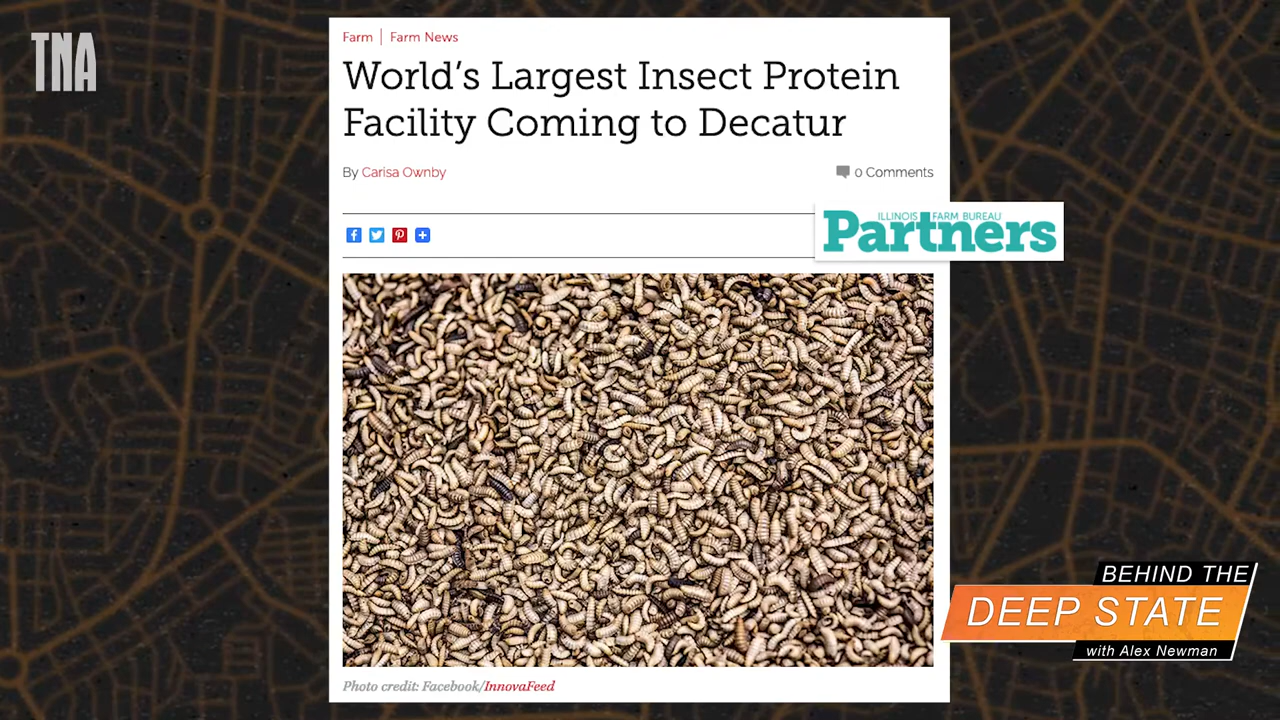 TNA
Farm | Farm News
World's Largest Insect Protein
Facility Coming to Decatur
By Carisa Ownby
0 Comments
ILLINOIS FARM BUREAU
Partners
Photo credit: Facebook/InnovaFeed
BEHIND THE
DEEP STATE
with Alex Newman